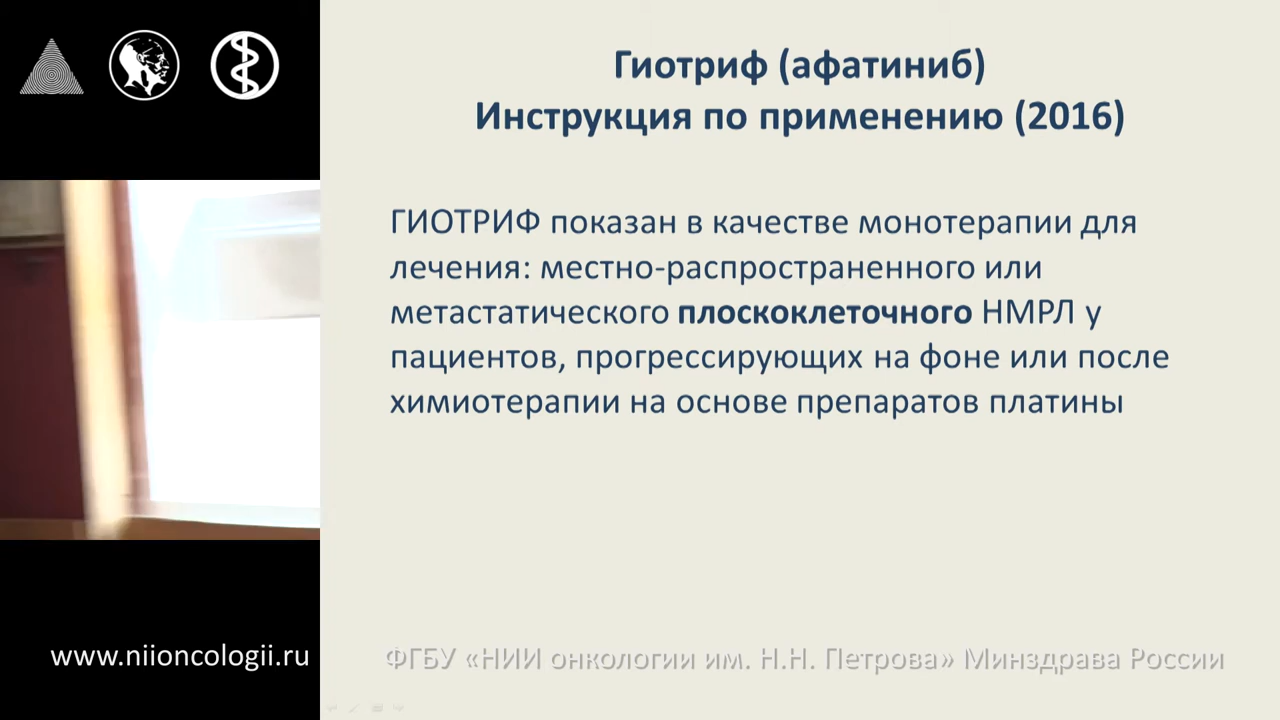 Гиотриф (афатиниб)
Инструкция по применению (2016)
ГИОТРИФ показан в качестве монотерапии для
лечения: местно-распространенного или
метастатического плоскоклеточного НМРЛ у
пациентов, прогрессирующих на фоне или после
химиотерапии на основе препаратов платины
www.niioncologii.ru
ФГБУ «НИИ онкологии им. Н.Н. Петрова» Минздрава России